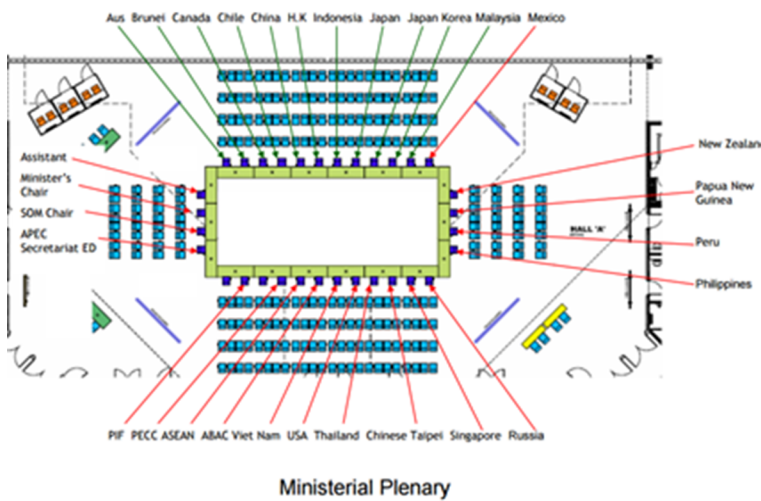 Aus Brunei Canada Chile China H.K Indonesia Japan Japan Korea Malaysia Mexico
Assistant
Minister's
Chair
SOM Chair
APEC
Secretariat ED
New Zealan
Papua New
Guinea
Peru
Philippines
HALL 'A'
PIF PECC ASEAN ABAC Viet Nam USA Thailand Chinese Taipei Singapore Russia
Ministerial Plenary